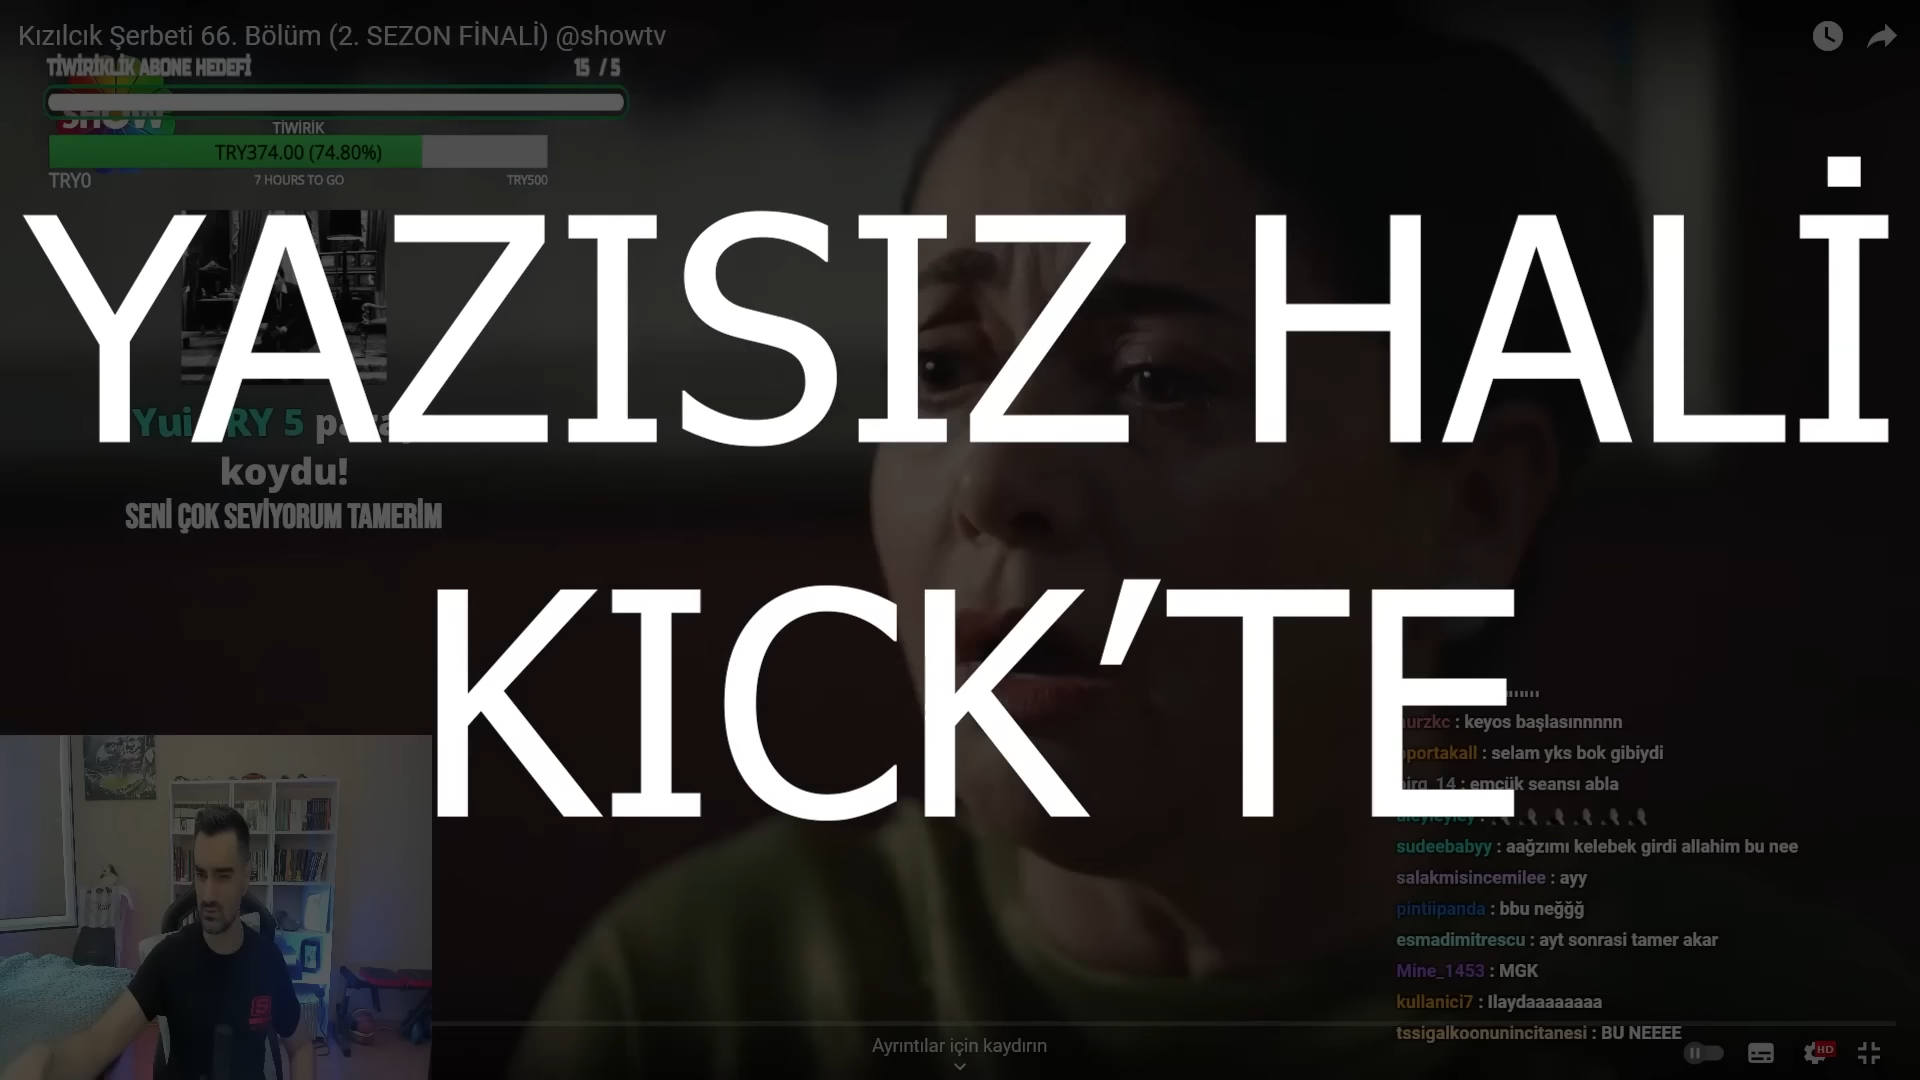 Kızılcık Şerbeti 66. Bölüm (2. SEZON FİNALİ) @showtv
TİWİRİKLİK ABONE HEDEFİ 15 / 5
SHOW
TİWİRİK
TRY374.00 (74.80%)
TRY0 7 HOURS TO GO TRY500
YAZISIZ HALİ
KICK’TE
koydu!
SENİ ÇOK SEVİYORUM TAMERİM
: keyos başlasınnnnn
: selam yks bok gibiydi
: emcük seansı abla
sudeebabyy : aağzımı kelebek girdi allahim bu nee
salakmisincemilee : ayy
pintiipanda : bbu neğğğ
esmadimitrescu : ayt sonrasi tamer akar
Mine_1453 : MGK
kullanici7 : Ilaydaaaaaaaa
tssigalkoonunincitanesi : BU NEEEE
Ayrıntılar için kaydırın
HD